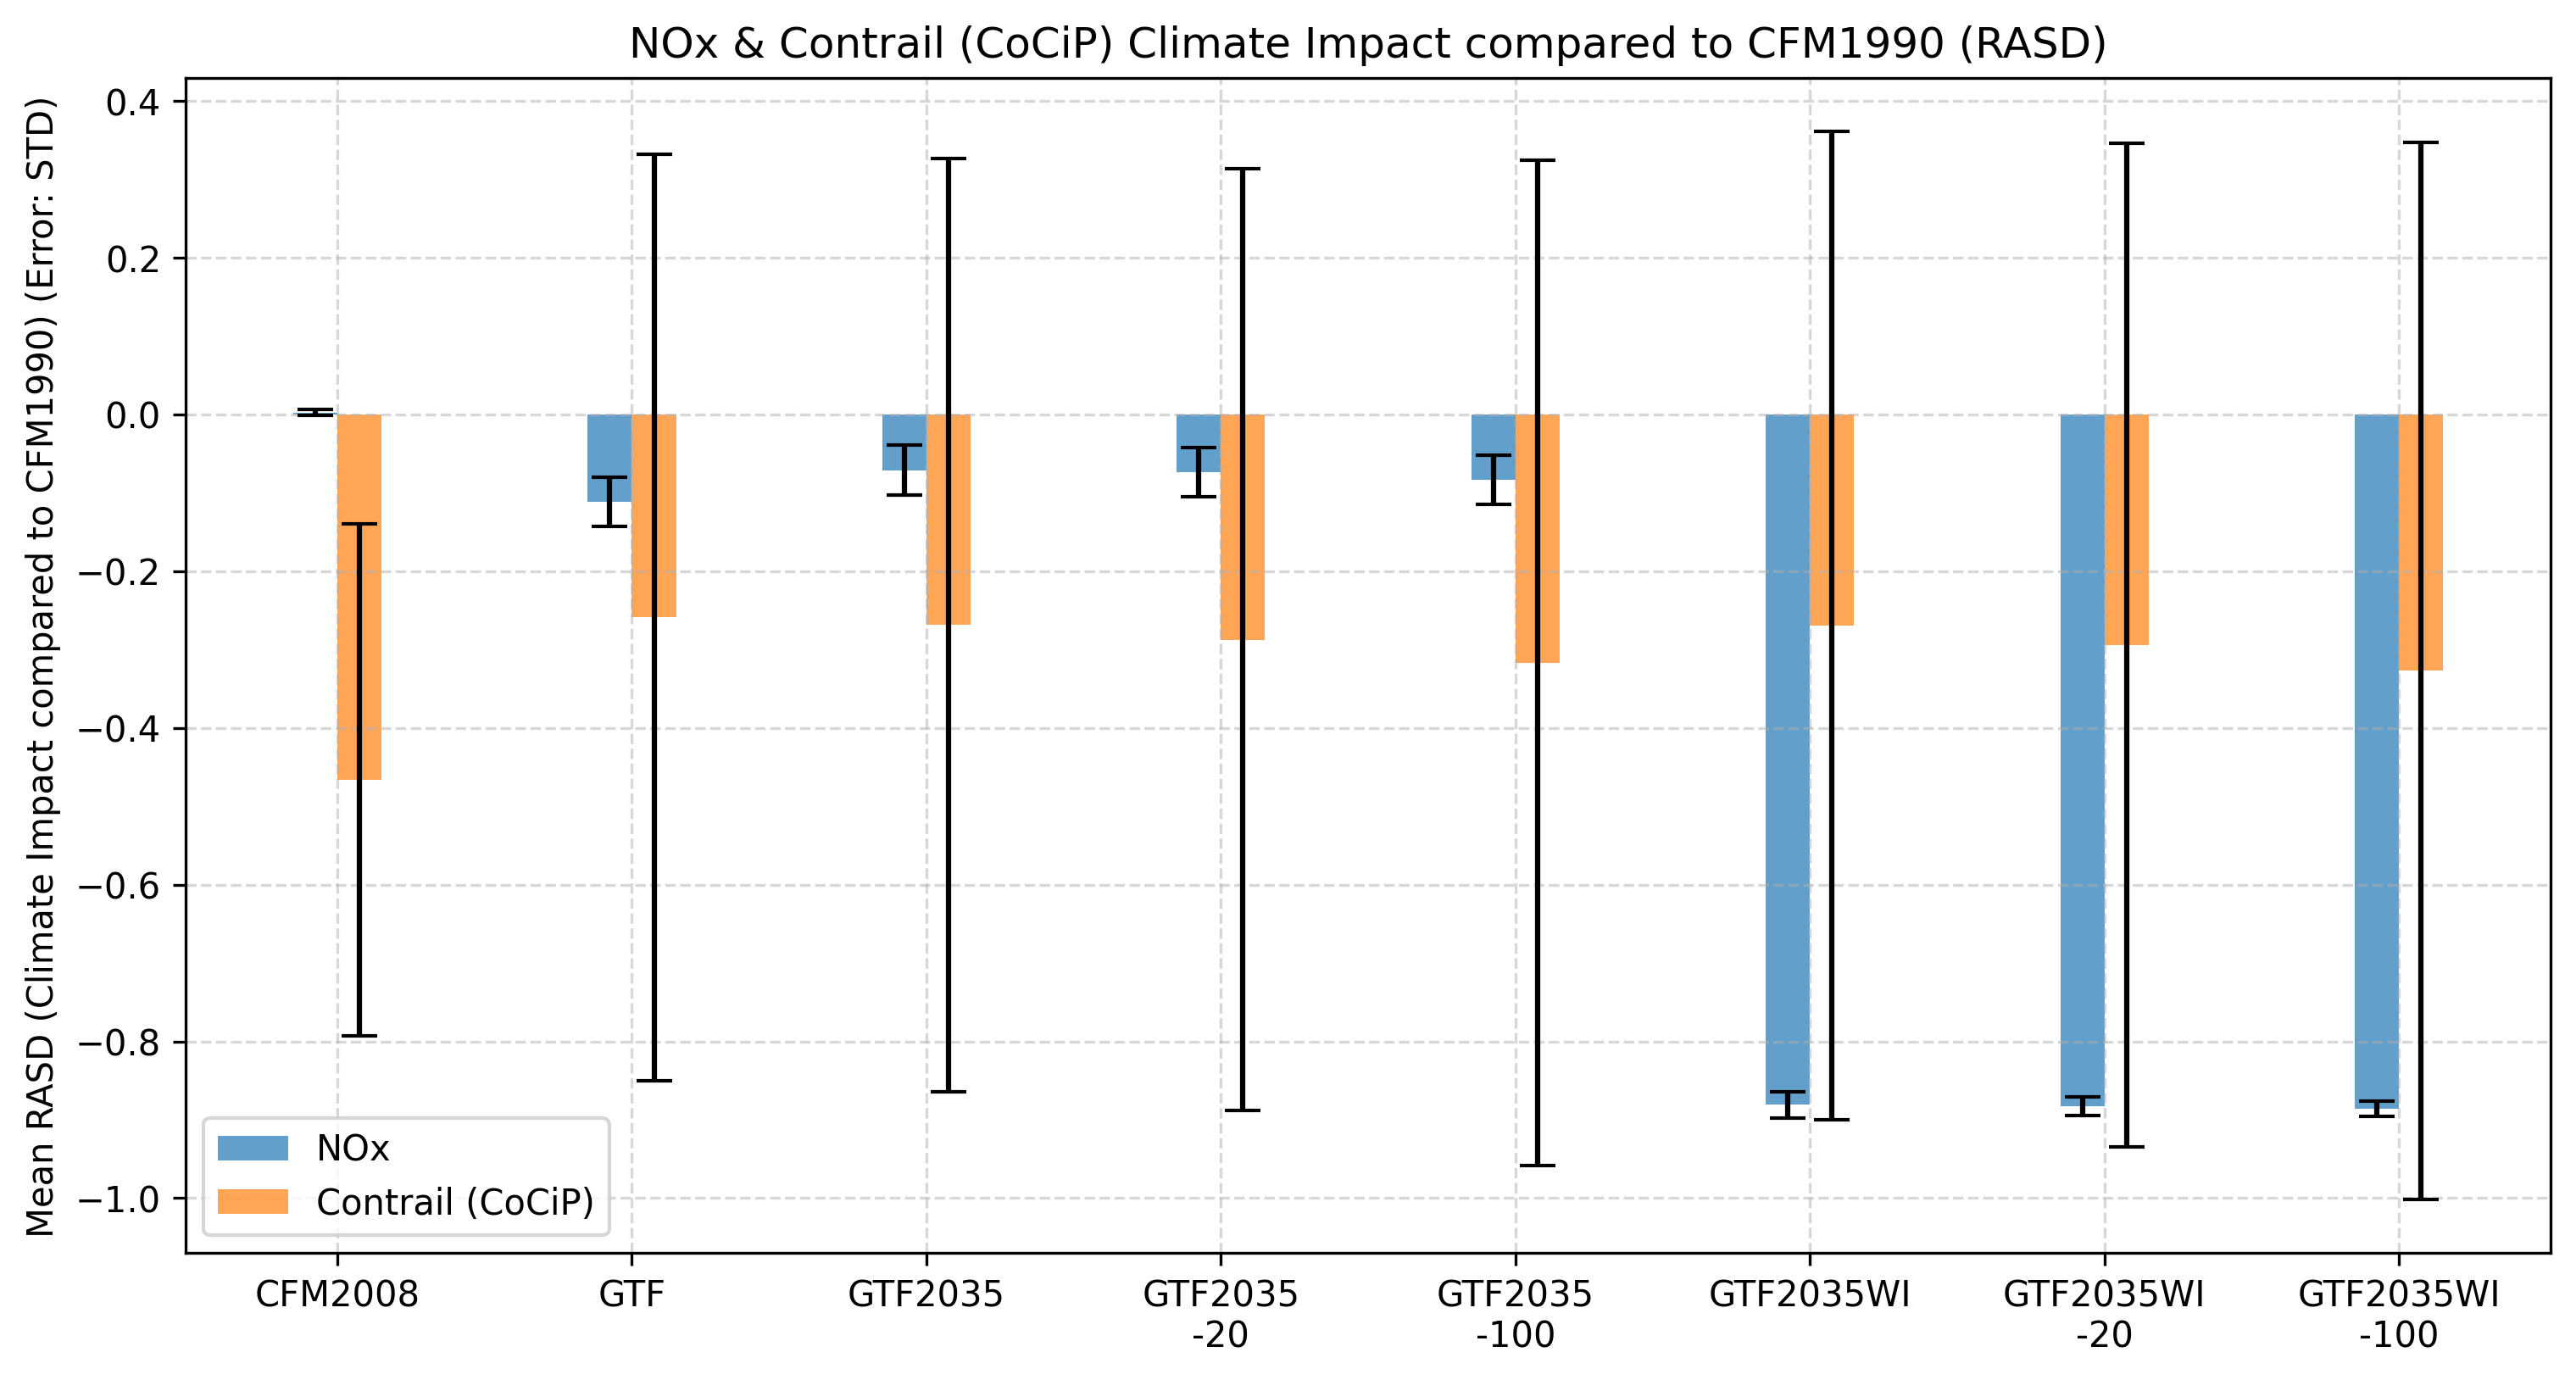 NOx & Contrail (CoCiP) Climate Impact compared to CFM1990 (RASD)
Mean RASD (Climate Impact compared to CFM1990) (Error: STD)
0.4
0.2
0.0
−0.2
−0.4
−0.6
−0.8
−1.0
NOx
Contrail (CoCiP)
CFM2008
GTF
GTF2035
GTF2035
-20
GTF2035
-100
GTF2035WI
GTF2035WI
-20
GTF2035WI
-100